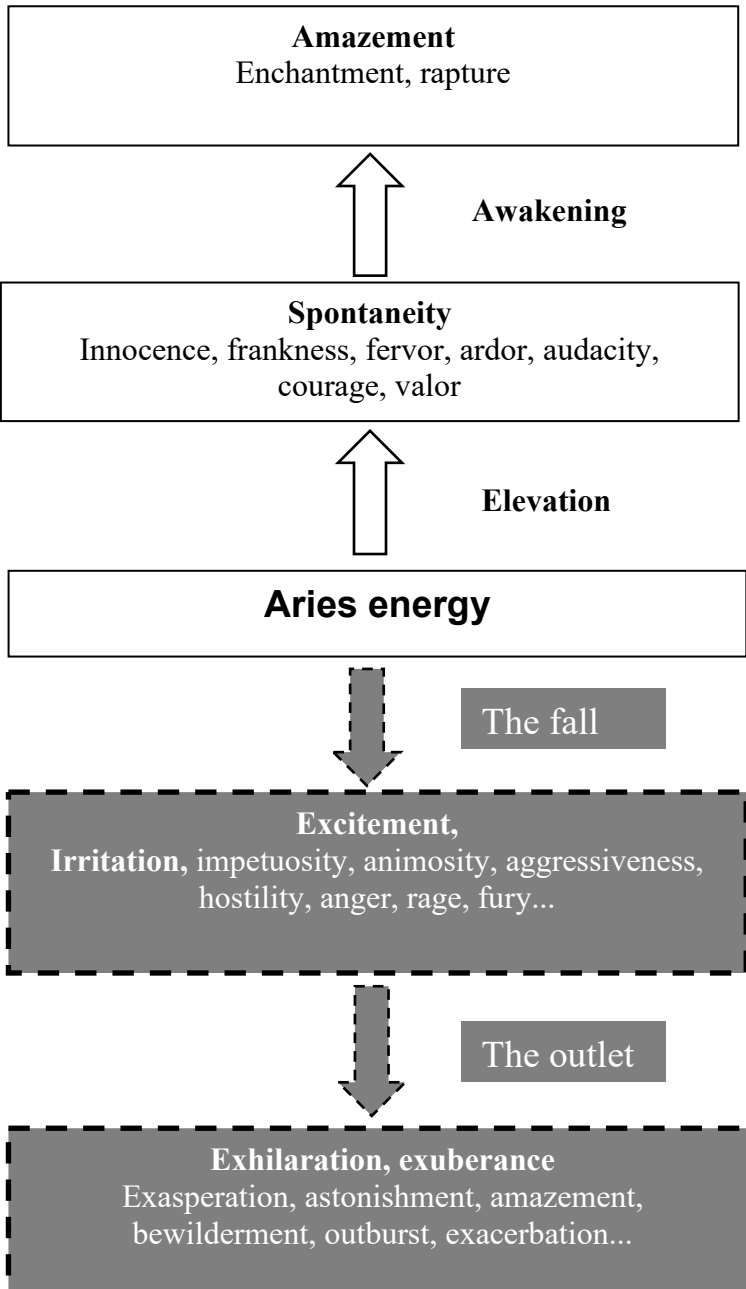 Amazement
Enchantment, rapture
Awakening
Spontaneity
Innocence, frankness, fervor, ardor, audacity,
courage, valor
Elevation
Aries energy
The fall
Excitement,
Irritation, impetuosity, animosity, aggressiveness,
hostility, anger, rage, fury...
The outlet
Exhilaration, exuberance
Exasperation, astonishment, amazement,
bewilderment, outburst, exacerbation...